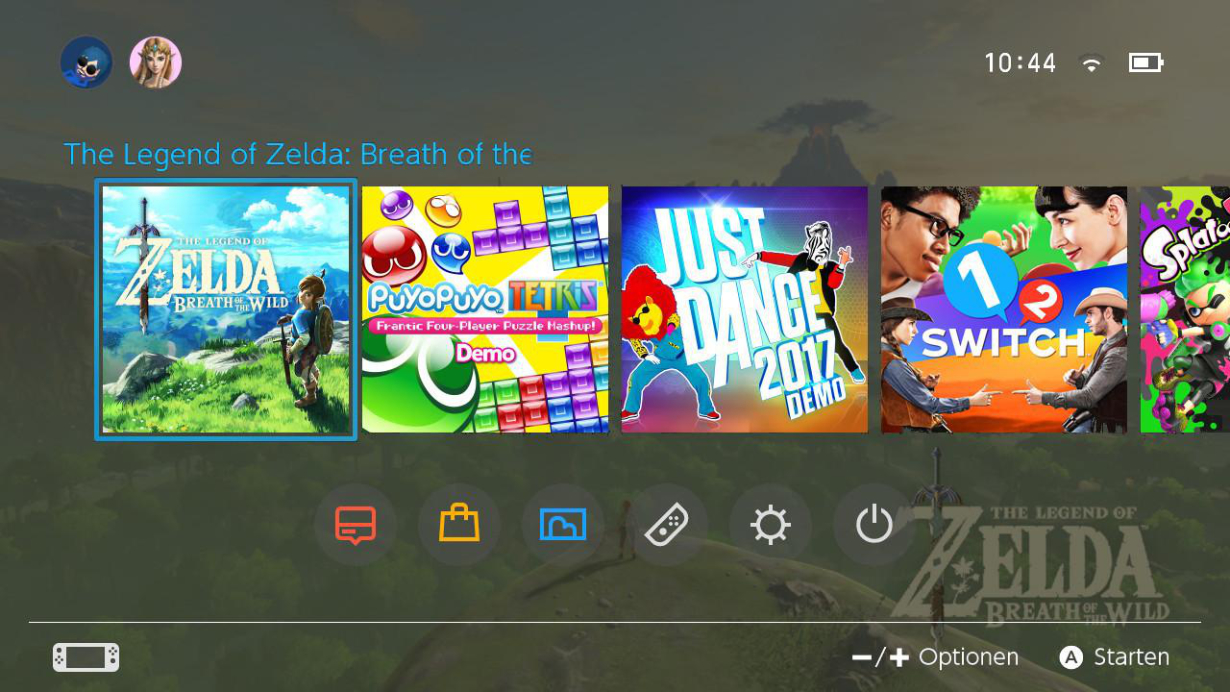 10:44
The Legend of Zelda: Breath of the
THE LEGEND OF
ZELDA
BREATH OF THE WILD
PUYOPUYO TETRIS
Frantic Four-Player Puzzle Mashup!
Demo
JUST
DANCE
2017
DEMO
1 2
SWITCH
THE LEGEND OF
ZELDA
BREATH OF THE WILD
−/+ Optionen
A Starten